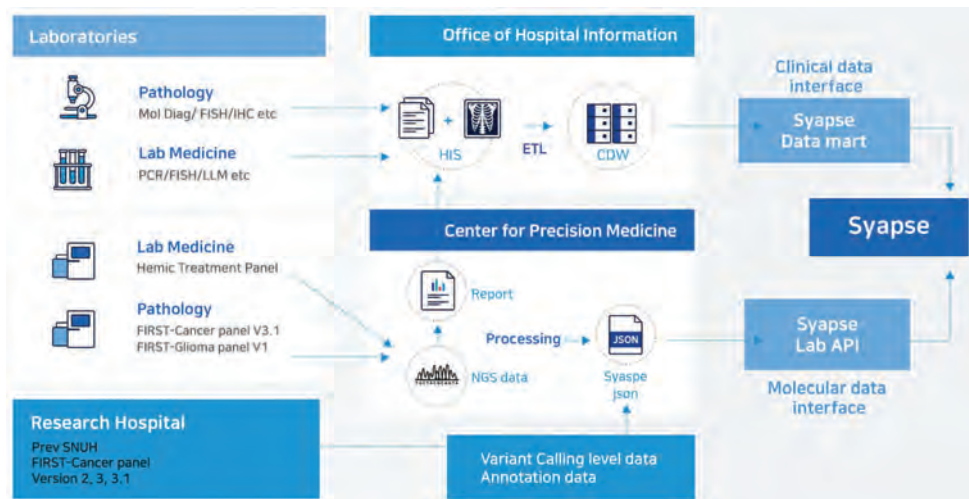 Laboratories
Pathology
Mol Diag/ FISH/IHC etc
Lab Medicine
PCR/FISH/LLM etc
Lab Medicine
Hemic Treatment Panel
Pathology
FIRST-Cancer panel V3.1
FIRST-Glioma panel V1
Research Hospital
Prev SNUH
FIRST-Cancer panel
Version 2, 3, 3.1
Office of Hospital Information
+
HIS
ETL
CDW
Center for Precision Medicine
Report
Processing
JSON
NGS data
Syaspe
json
Variant Calling level data
Annotation data
Clinical data
interface
Syapse
Data mart
Syapse
Syapse
Lab API
Molecular data
interface